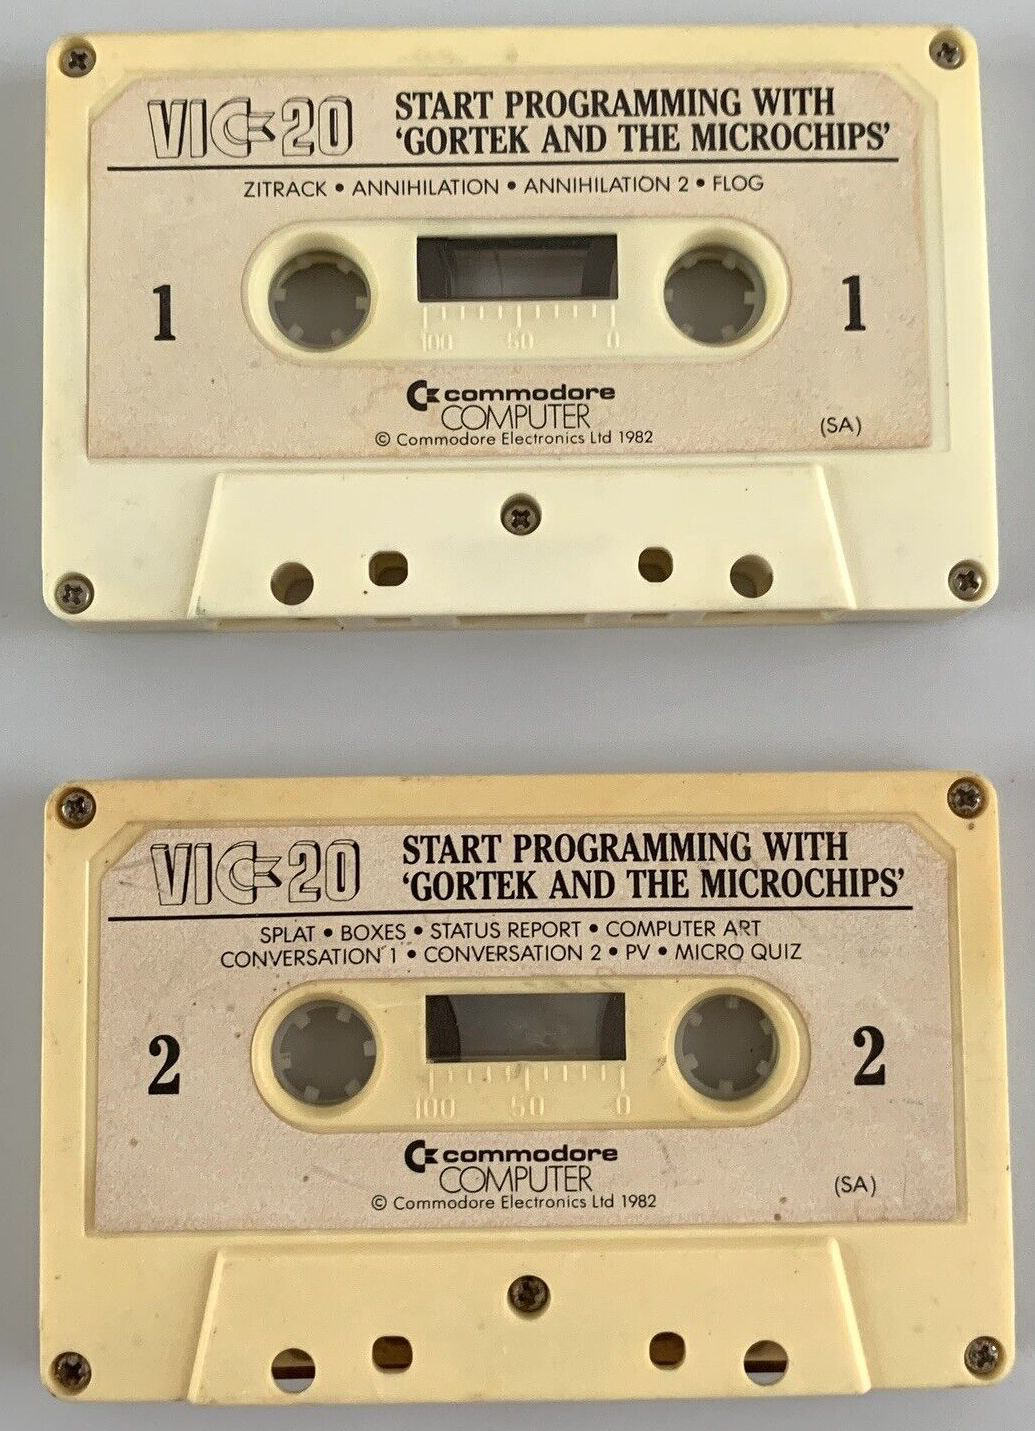 VIC-20
START PROGRAMMING WITH
‘GORTEK AND THE MICROCHIPS’
ZITRACK • ANNIHILATION • ANNIHILATION 2 • FLOG
1 1
100 50 0
commodore
COMPUTER
© Commodore Electronics Ltd 1982
(SA)
VIC-20
START PROGRAMMING WITH
‘GORTEK AND THE MICROCHIPS’
SPLAT • BOXES • STATUS REPORT • COMPUTER ART
CONVERSATION 1 • CONVERSATION 2 • PV • MICRO QUIZ
2 2
100 50 0
commodore
COMPUTER
© Commodore Electronics Ltd 1982
(SA)